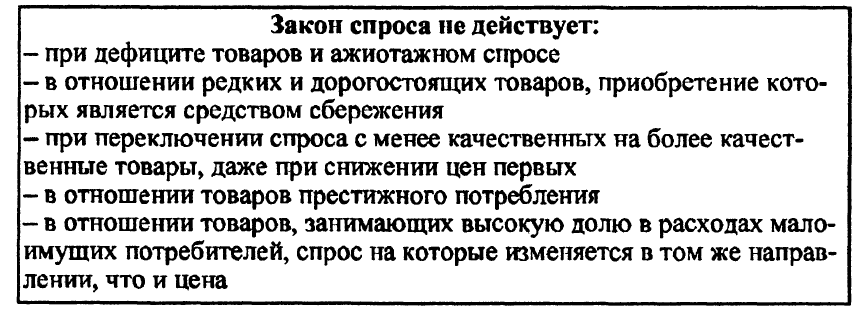 Закон спроса не действует:
– при дефиците товаров и ажиотажном спросе
– в отношении редких и дорогостоящих товаров, приобретение кото-
рых является средством сбережения
– при переключении спроса с менее качественных на более качест-
венные товары, даже при снижении цен первых
– в отношении товаров престижного потребления
– в отношении товаров, занимающих высокую долю в расходах мало-
имущих потребителей, спрос на которые изменяется в том же направ-
лении, что и цена